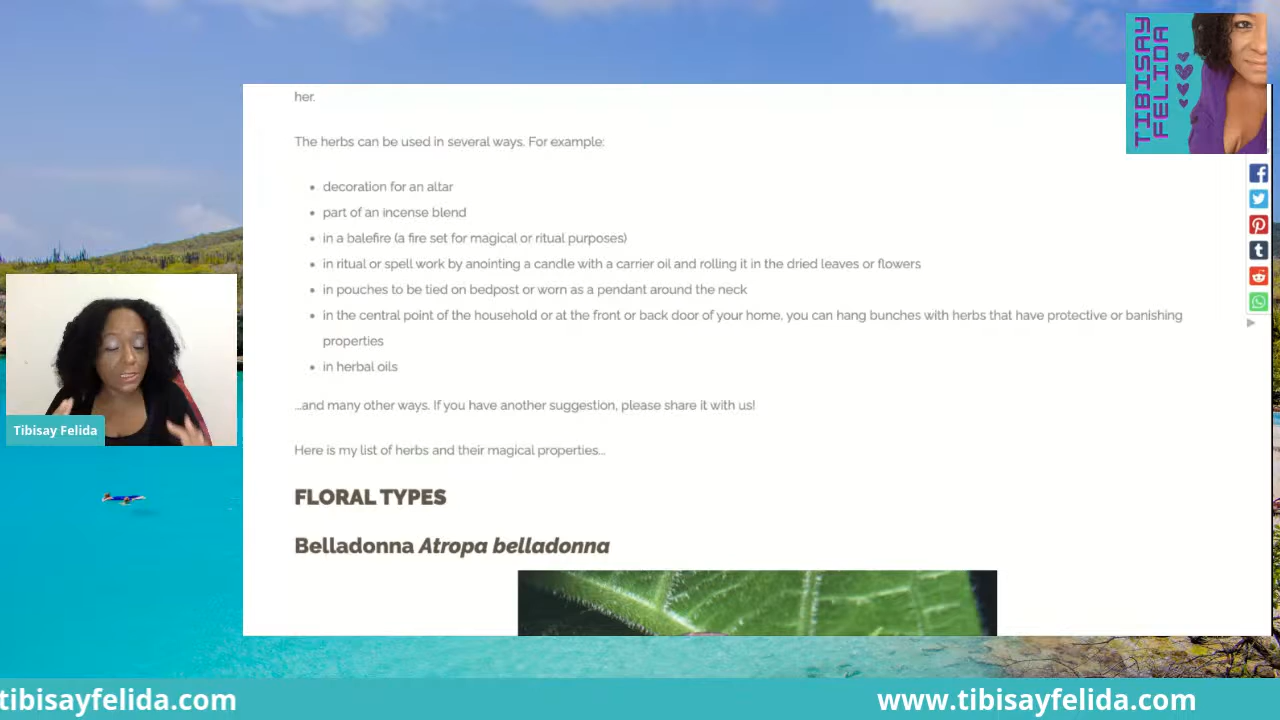 TIBISAY
FELIDA
her.
The herbs can be used in several ways. For example:
• decoration for an altar
• part of an incense blend
• in a balefire (a fire set for magical or ritual purposes)
• in ritual or spell work by anointing a candle with a carrier oil and rolling it in the dried leaves or flowers
• in pouches to be tied on bedpost or worn as a pendant around the neck
• in the central point of the household or at the front or back door of your home, you can hang bunches with herbs that have protective or banishing
properties
• in herbal oils
...and many other ways. If you have another suggestion, please share it with us!
Here is my list of herbs and their magical properties...
FLORAL TYPES
Belladonna Atropa belladonna
Tibisay Felida
tibisayfelida.com
www.tibisayfelida.com